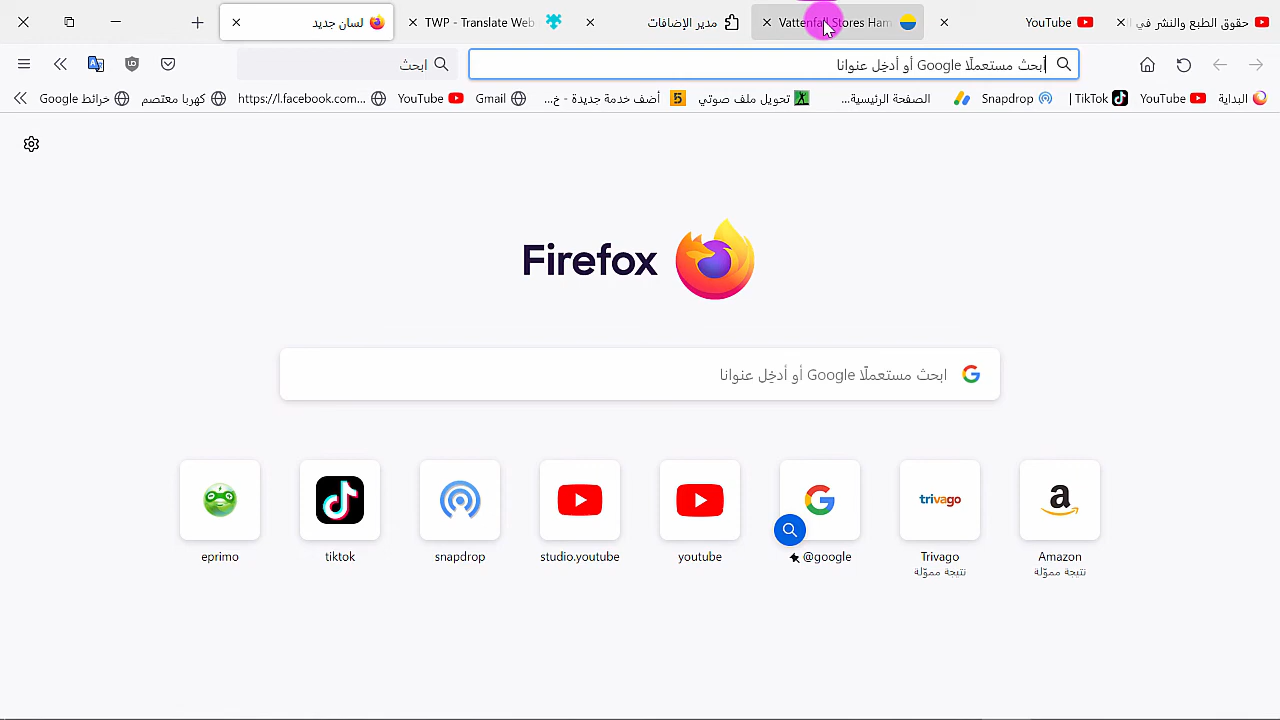 حقوق الطبع والنشر في ا
YouTube
Vattenfall Stores Ham
مدير الإضافات
TWP - Translate Web
لسان جديد
ابحث مستعملًا Google أو أدخِل عنوانا
ابحث
البداية
YouTube
TikTok |
Snapdrop
الصفحة الرئيسية...
تحويل ملف صوتي
أضف خدمة جديدة - خ...
Gmail
YouTube
https://l.facebook.com...
كهربا معتصم
خرائط Google
Firefox
ابحث مستعملًا Google أو أدخِل عنوانا
eprimo
tiktok
snapdrop
studio.youtube
youtube
@google
trivago
Trivago
نتيجة مموّلة
Amazon
نتيجة مموّلة